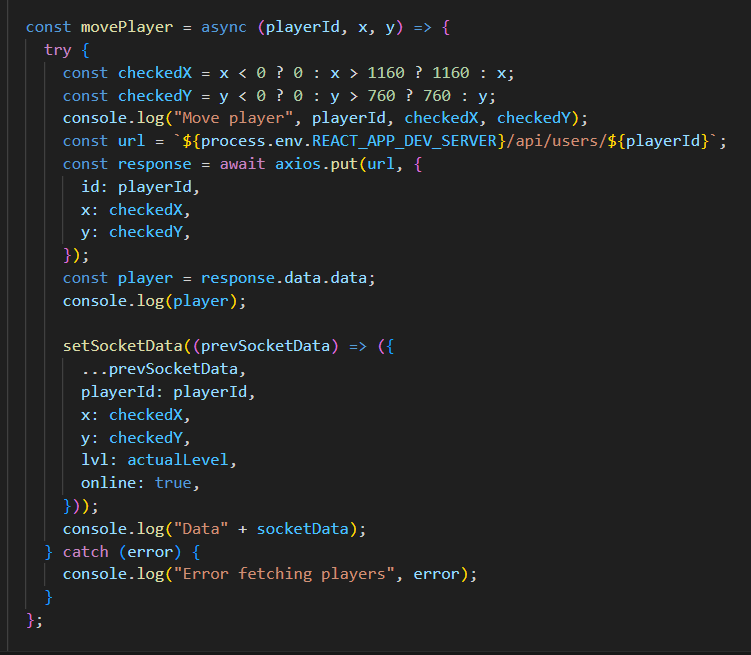 const movePlayer = async (playerId, x, y) => {
try {
const checkedX = x < 0 ? 0 : x > 1160 ? 1160 : x;
const checkedY = y < 0 ? 0 : y > 760 ? 760 : y;
console.log("Move player", playerId, checkedX, checkedY);
const url = `${process.env.REACT_APP_DEV_SERVER}/api/users/${playerId}`;
const response = await axios.put(url, {
id: playerId,
x: checkedX,
y: checkedY,
});
const player = response.data.data;
console.log(player);
setSocketData((prevSocketData) => ({
...prevSocketData,
playerId: playerId,
x: checkedX,
y: checkedY,
lvl: actualLevel,
online: true,
}));
console.log("Data" + socketData);
} catch (error) {
console.log("Error fetching players", error);
}
};